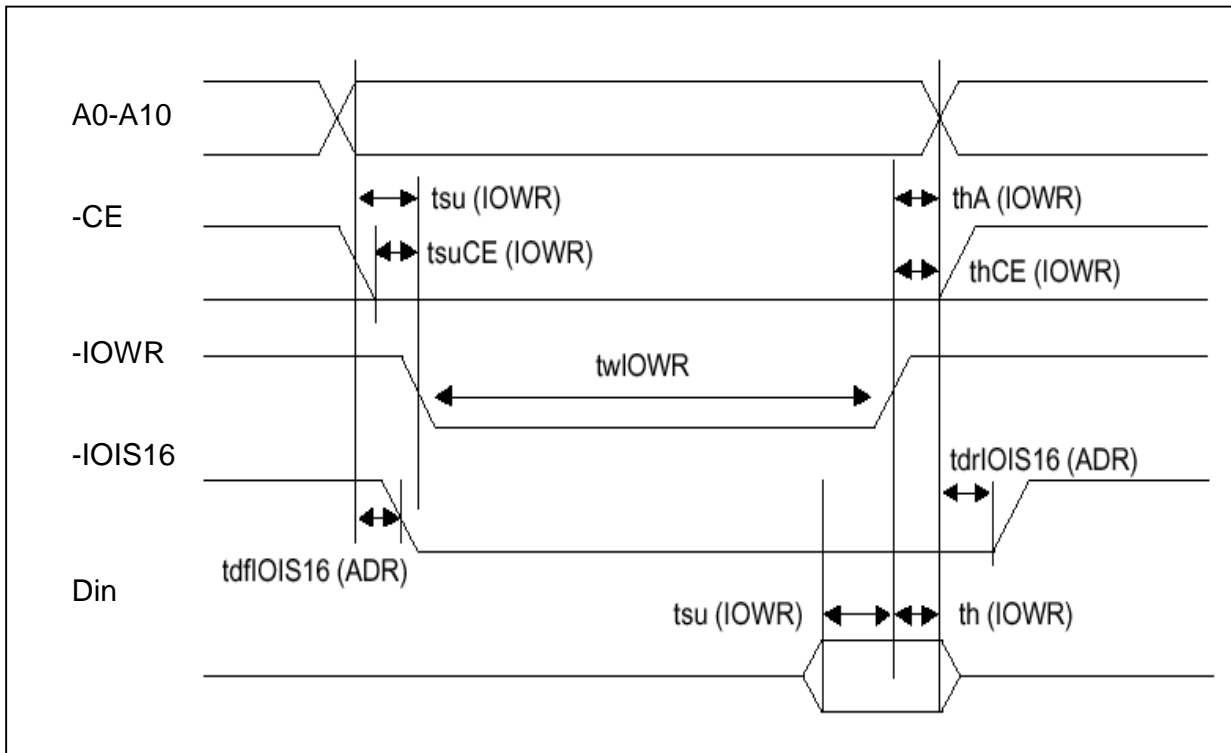 A0-A10
tsu (IOWR)
thA (IOWR)
-CE
tsuCE (IOWR)
thCE (IOWR)
-IOWR
twIOWR
-IOIS16
tdrIOIS16 (ADR)
tdfIOIS16 (ADR)
Din
tsu (IOWR)
th (IOWR)